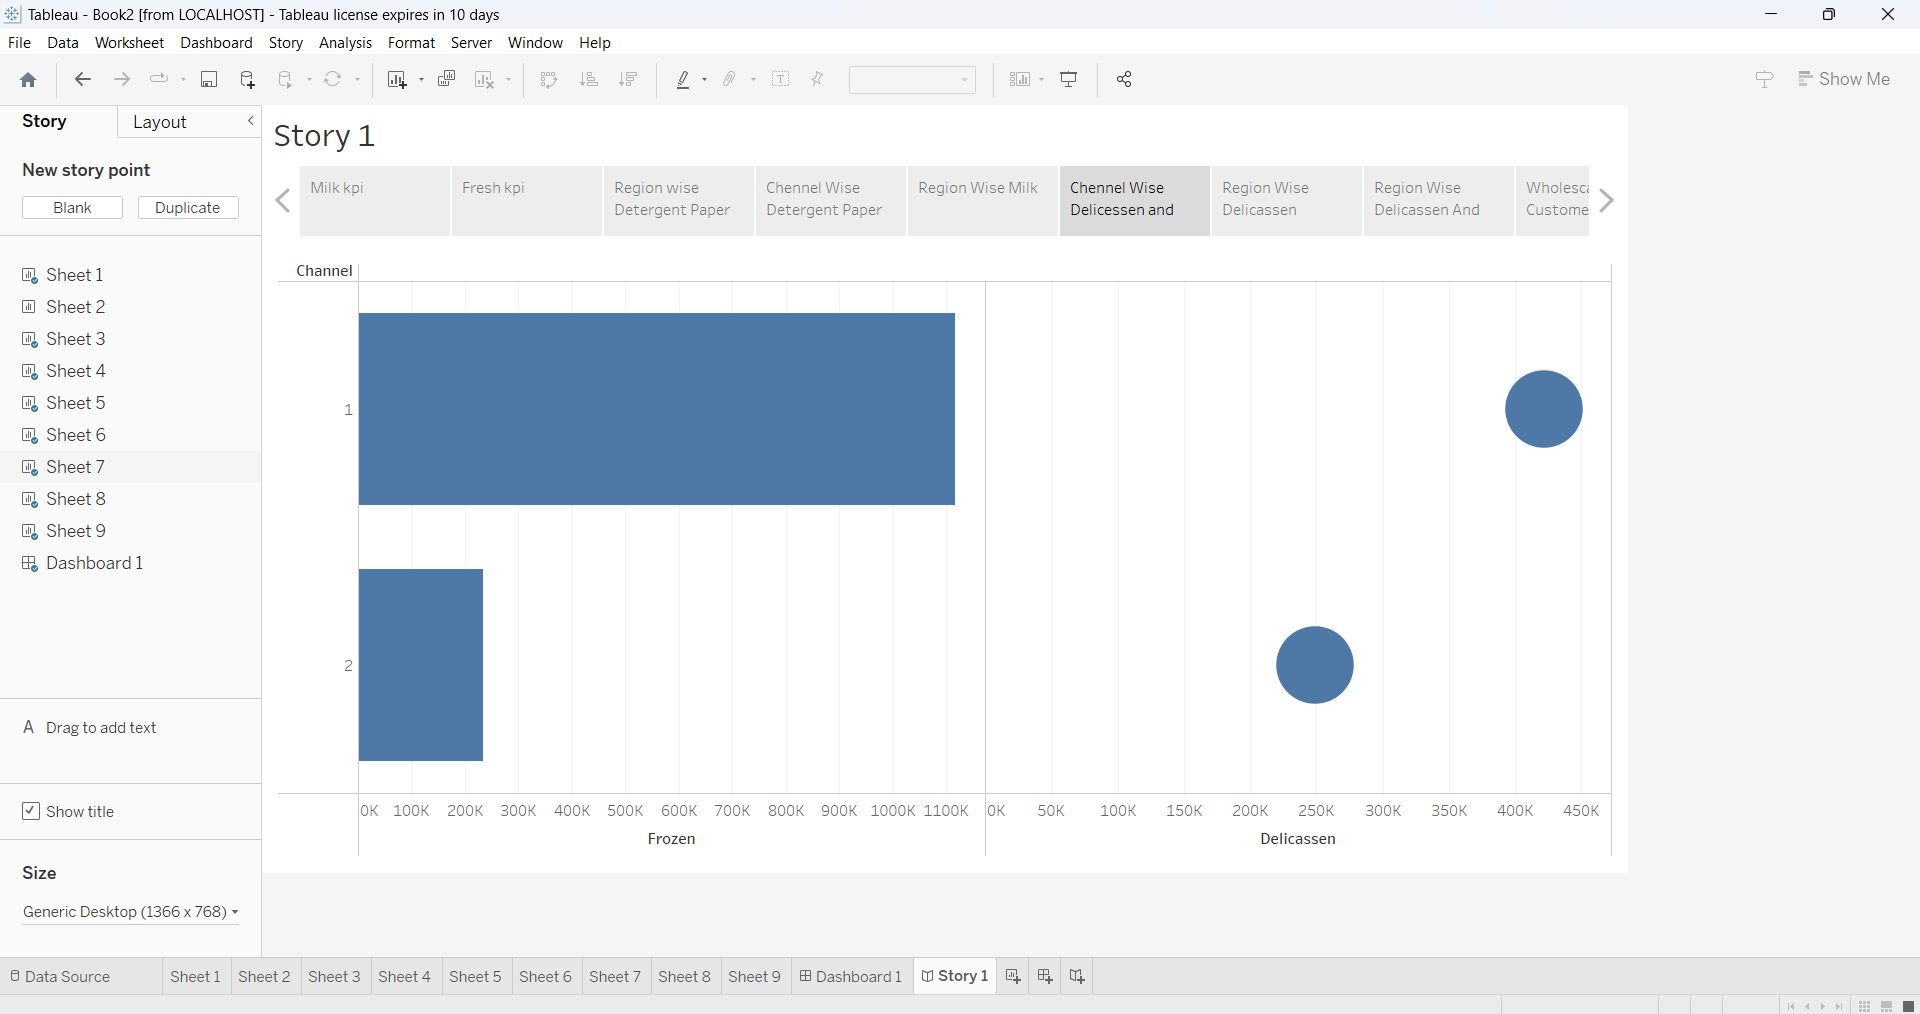 Tableau - Book2 [from LOCALHOST] - Tableau license expires in 10 days
File Data Worksheet Dashboard Story Analysis Format Server Window Help
Show Me
Story Layout
New story point
Blank Duplicate
Sheet 1
Sheet 2
Sheet 3
Sheet 4
Sheet 5
Sheet 6
Sheet 7
Sheet 8
Sheet 9
Dashboard 1
A Drag to add text
Show title
Size
Generic Desktop (1366 x 768)
Story 1
Milk kpi
Fresh kpi
Region wise
Detergent Paper
Chennel Wise
Detergent Paper
Region Wise Milk
Chennel Wise
Delicessen and
Region Wise
Delicassen
Region Wise
Delicassen And
Wholesca
Custome
Channel
1
2
0K 100K 200K 300K 400K 500K 600K 700K 800K 900K 1000K 1100K 0K 50K 100K 150K 200K 250K 300K 350K 400K 450K
Frozen Delicassen
Data Source Sheet 1 Sheet 2 Sheet 3 Sheet 4 Sheet 5 Sheet 6 Sheet 7 Sheet 8 Sheet 9 Dashboard 1 Story 1